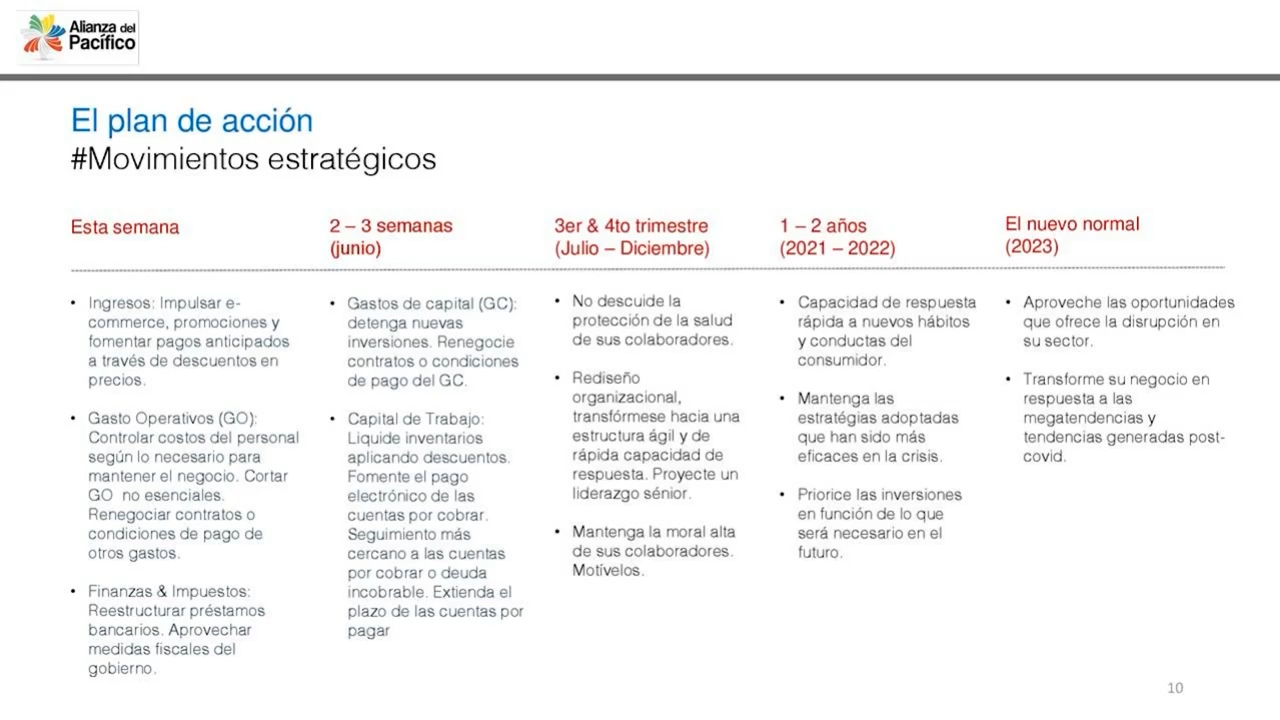 Alianza del
Pacífico
El plan de acción
#Movimientos estratégicos
Esta semana
• Ingresos: Impulsar e-
commerce, promociones y
fomentar pagos anticipados
a través de descuentos en
precios.
• Gasto Operativos (GO):
Controlar costos del personal
según lo necesario para
mantener el negocio. Cortar
GO no esenciales.
Renegociar contratos o
condiciones de pago de
otros gastos.
• Finanzas & Impuestos:
Reestructurar préstamos
bancarios. Aprovechar
medidas fiscales del
gobierno.
2 – 3 semanas
(junio)
• Gastos de capital (GC):
detenga nuevas
inversiones. Renegocie
contratos o condiciones
de pago del GC.
• Capital de Trabajo:
Liquide inventarios
aplicando descuentos.
Fomente el pago
electrónico de las
cuentas por cobrar.
Seguimiento más
cercano a las cuentas
por cobrar o deuda
incobrable. Extienda el
plazo de las cuentas por
pagar
3er & 4to trimestre
(Julio – Diciembre)
• No descuide la
protección de la salud
de sus colaboradores.
• Rediseño
organizacional,
transfórmese hacia una
estructura ágil y de
rápida capacidad de
respuesta. Proyecte un
liderazgo sénior.
• Mantenga la moral alta
de sus colaboradores.
Motívelos.
1 – 2 años
(2021 – 2022)
• Capacidad de respuesta
rápida a nuevos hábitos
y conductas del
consumidor.
• Mantenga las
estratégias adoptadas
que han sido más
eficaces en la crisis.
• Priorice las inversiones
en función de lo que
será necesario en el
futuro.
El nuevo normal
(2023)
• Aproveche las oportunidades
que ofrece la disrupción en
su sector.
• Transforme su negocio en
respuesta a las
megatendencias y
tendencias generadas post-
covid.
10